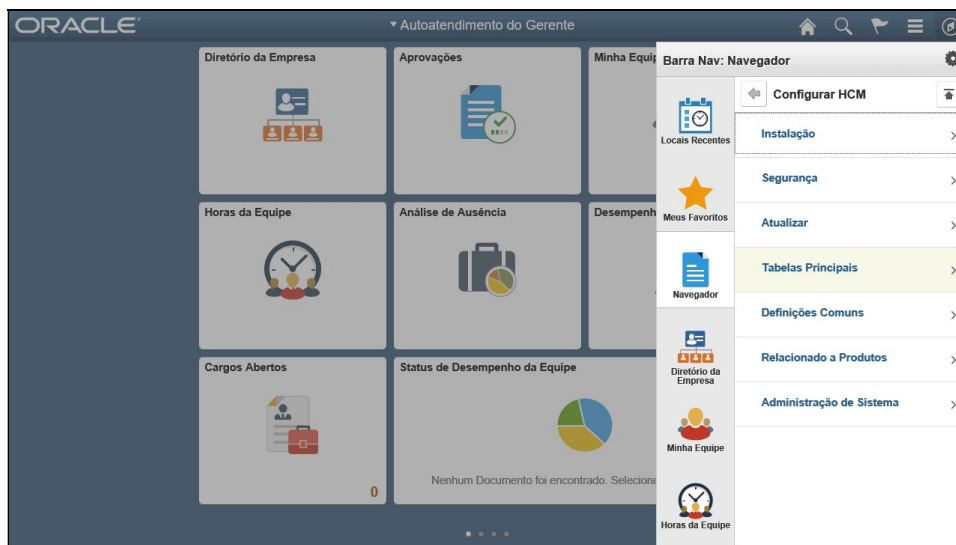 ORACLE
Autoatendimento do Gerente
Diretório da Empresa
Aprovações
Minha Equip
Horas da Equipe
Análise de Ausência
Desempenh
Cargos Abertos
0
Status de Desempenho da Equipe
Nenhum Documento foi encontrado. Selecione
Barra Nav: Navegador
Locais Recentes
Meus Favoritos
Navegador
Diretório da
Empresa
Minha Equipe
Horas da Equipe
Configurar HCM
Instalação
Segurança
Atualizar
Tabelas Principais
Definições Comuns
Relacionado a Produtos
Administração de Sistema